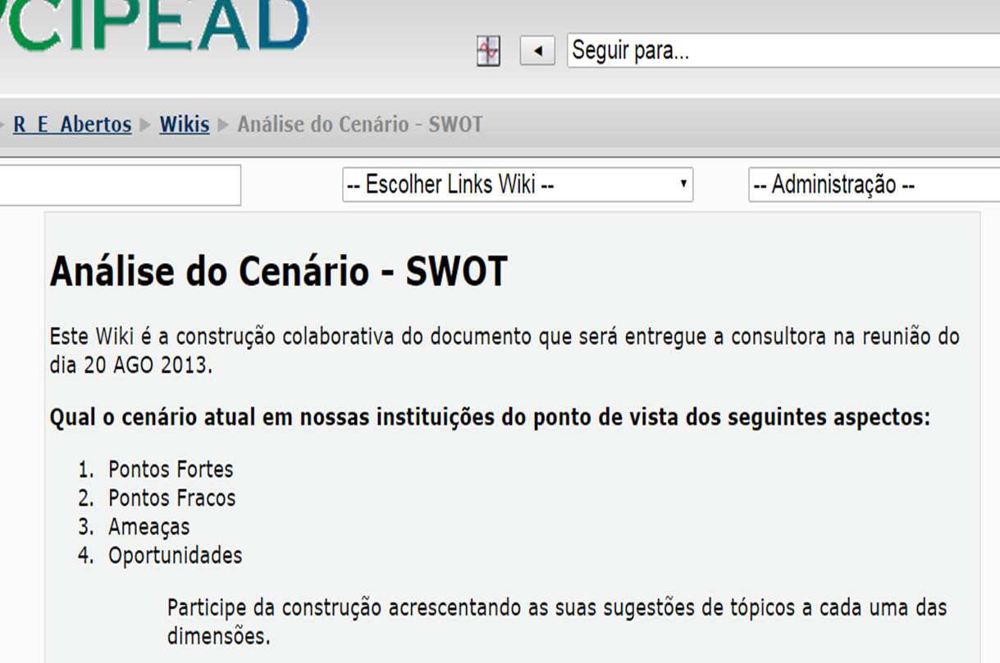 CIPEAD
Seguir para...
R E Abertos Wikis Análise do Cenário - SWOT
-- Escolher Links Wiki -- -- Administração --
Análise do Cenário - SWOT
Este Wiki é a construção colaborativa do documento que será entregue a consultora na reunião do
dia 20 AGO 2013.
Qual o cenário atual em nossas instituições do ponto de vista dos seguintes aspectos:
1. Pontos Fortes
2. Pontos Fracos
3. Ameaças
4. Oportunidades
Participe da construção acrescentando as suas sugestões de tópicos a cada uma das
dimensões.